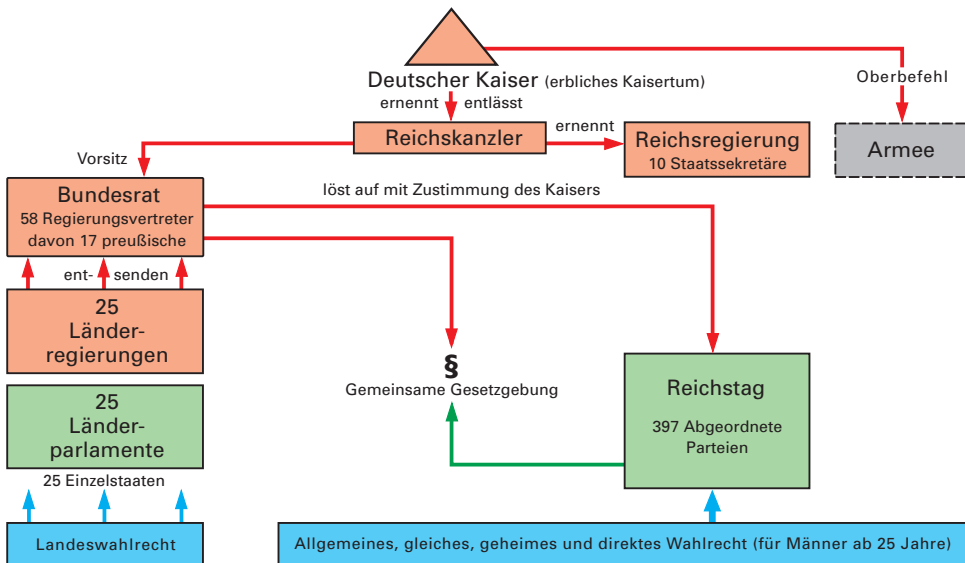 Deutscher Kaiser (erbliches Kaisertum)
ernennt entlässt
Oberbefehl
Reichskanzler
ernennt
Reichsregierung
10 Staatssekretäre
Armee
Vorsitz
Bundesrat
58 Regierungsvertreter
davon 17 preußische
löst auf mit Zustimmung des Kaisers
ent- senden
25
Länder-
regierungen
§
Gemeinsame Gesetzgebung
Reichstag
397 Abgeordnete
Parteien
25
Länder-
parlamente
25 Einzelstaaten
Landeswahlrecht
Allgemeines, gleiches, geheimes und direktes Wahlrecht (für Männer ab 25 Jahre)